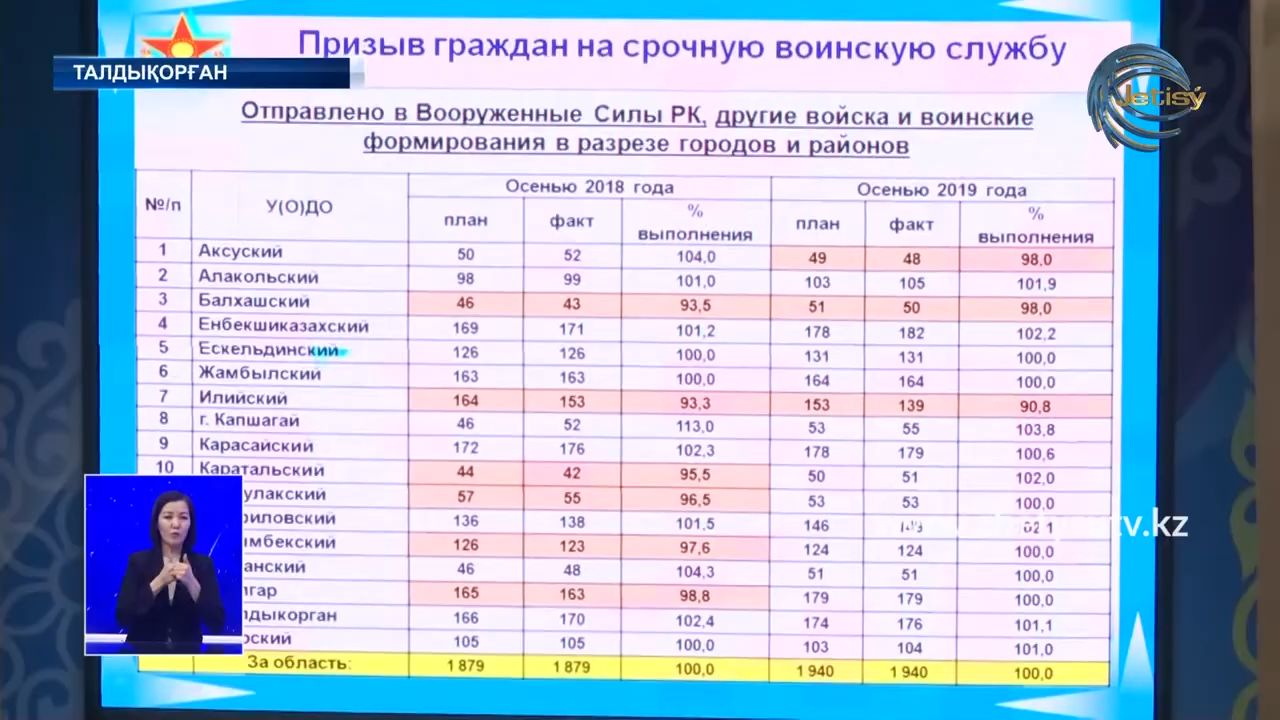 Призыв граждан на срочную воинскую службу
ТАЛДЫҚОРҒАН
Jetisý
Отправлено в Вооруженные Силы РК, другие войска и воинские
формирования в разрезе городов и районов
№/п У(О)ДО Осенью 2018 года Осенью 2019 года
план факт % выполнения план факт % выполнения
1 Аксуский 50 52 104,0 49 48 98,0
2 Алакольский 98 99 101,0 103 105 101,9
3 Балхашский 46 43 93,5 51 50 98,0
4 Енбекшиказахский 169 171 101,2 178 182 102,2
5 Ескельдинский 126 126 100,0 131 131 100,0
6 Жамбылский 163 163 100,0 164 164 100,0
7 Илийский 164 153 93,3 153 139 90,8
8 г. Капшагай 46 52 113,0 53 55 103,8
9 Карасайский 172 176 102,3 178 179 100,6
10 Каратальский 44 42 95,5 50 51 102,0
улакский 57 55 96,5 53 53 100,0
риловский 136 138 101,5 146
ымбекский 126 123 97,6 124 124 100,0
анский 46 48 104,3 51 51 100,0
лгар 165 163 98,8 179 179 100,0
лдыкорган 166 170 102,4 174 176 101,1
рский 105 105 100,0 103 104 101,0
За область: 1 879 1 879 100,0 1 940 1 940 100,0
tv.kz